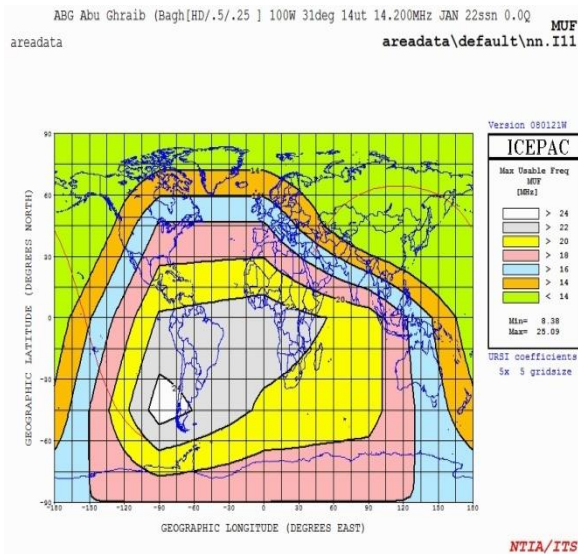 ABG Abu Ghraib (Bagh[HD/.5/.25 ] 100W 31deg 14ut 14.200MHz JAN 22ssn 0.0Q
MUF
areadata
areadata\default\nn.I11
Version 080121W
ICEPAC
Max Usable Freq
MUF
[MHz]
> 24
> 22
> 20
> 18
> 16
> 14
< 14
Min= 8.38
Max= 25.09
URSI coefficients
5x 5 gridsize
GEOGRAPHIC LATITUDE (DEGREES NORTH)
90
60
30
0
-30
-60
-90
14
20
24
-180 -150 -120 -90 -60 -30 0 30 60 90 120 150 180
GEOGRAPHIC LONGITUDE (DEGREES EAST)
NTIA/ITS